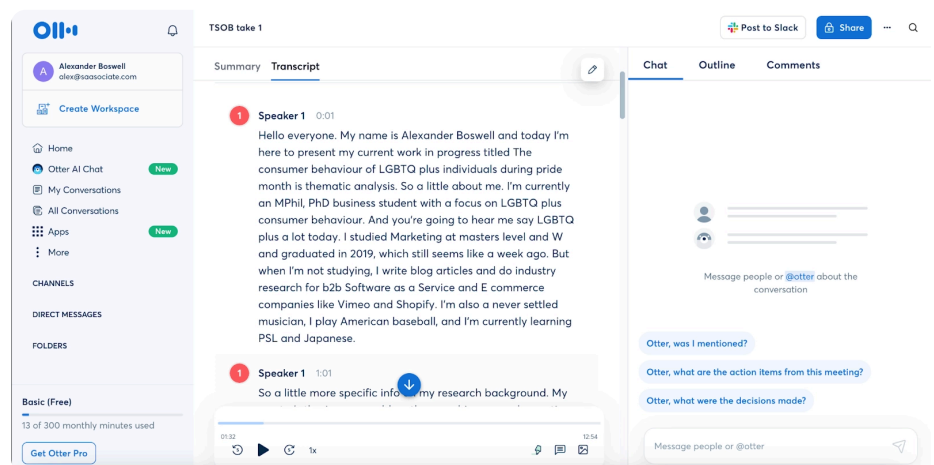 Otter
TSOB take 1
Post to Slack
Share
A
Alexander Boswell
alex@saasociate.com
Create Workspace
Home
Otter AI Chat New
My Conversations
All Conversations
Apps New
More
CHANNELS
DIRECT MESSAGES
FOLDERS
Basic (Free)
13 of 300 monthly minutes used
Get Otter Pro
Summary Transcript
1 Speaker 1 0:01
Hello everyone. My name is Alexander Boswell and today I'm
here to present my current work in progress titled The
consumer behaviour of LGBTQ plus individuals during pride
month is thematic analysis. So a little about me. I'm currently
an MPhil, PhD business student with a focus on LGBTQ plus
consumer behaviour. And you're going to hear me say LGBTQ
plus a lot today. I studied Marketing at masters level and W
and graduated in 2019, which still seems like a week ago. But
when I'm not studying, I write blog articles and do industry
research for b2b Software as a Service and E commerce
companies like Vimeo and Shopify. I'm also a never settled
musician, I play American baseball, and I'm currently learning
PSL and Japanese.
1 Speaker 1 1:01
So a little more specific info my research background. My
01:32 12:54
1x
Chat Outline Comments
Message people or @otter about the
conversation
Otter, was I mentioned?
Otter, what are the action items from this meeting?
Otter, what were the decisions made?
Message people or @otter